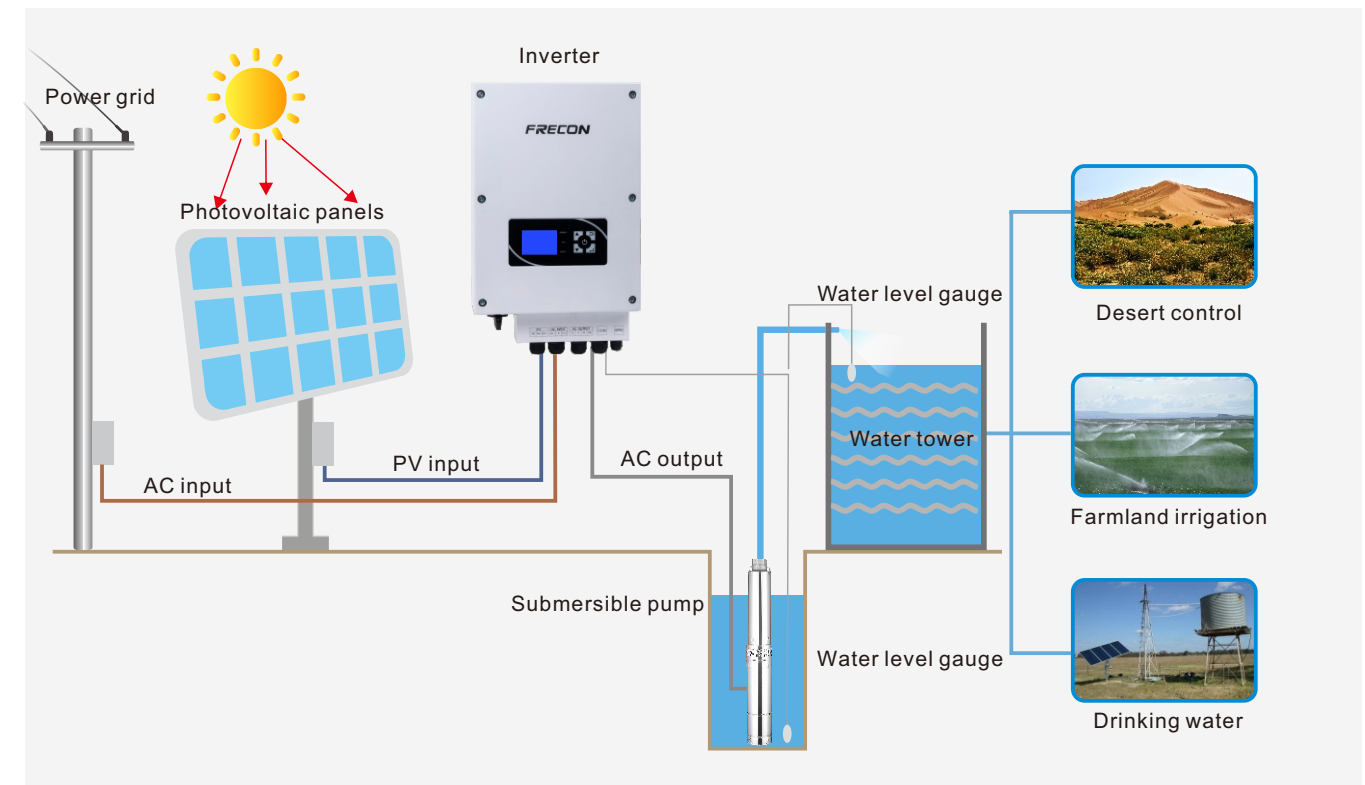 Inverter
Power grid
FRECON
Photovoltaic panels
Water level gauge
Desert control
Water tower
PV input
AC output
AC input
Farmland irrigation
Submersible pump
Water level gauge
Drinking water